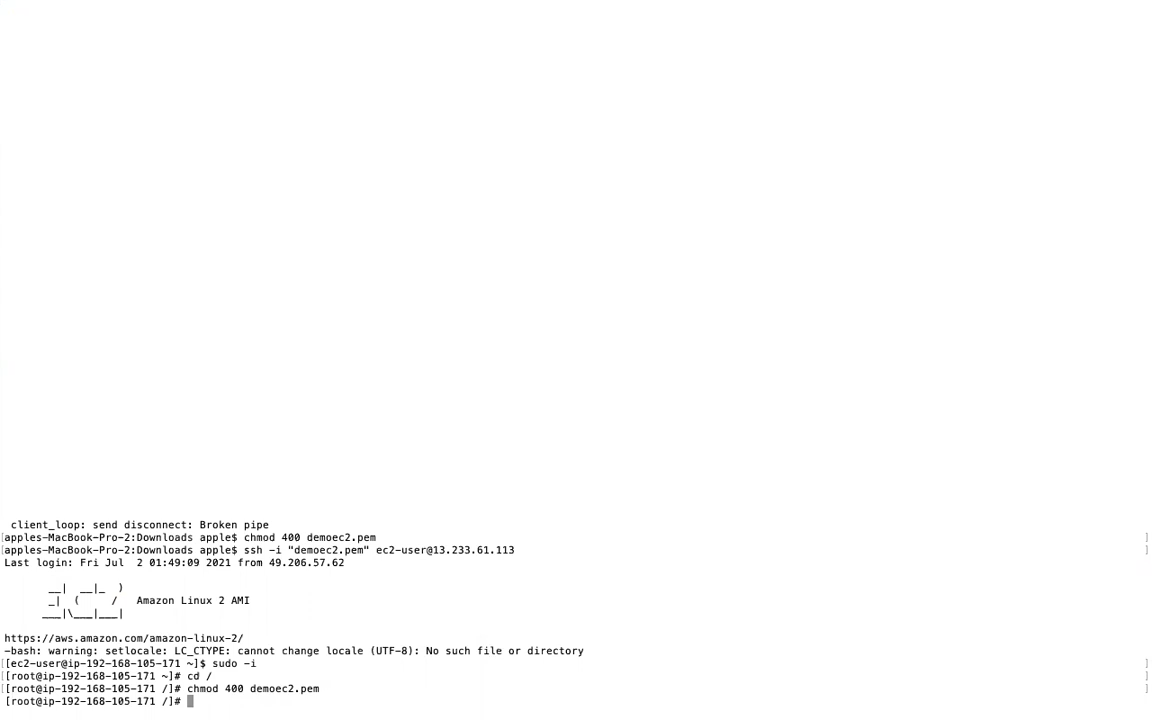 client_loop: send disconnect: Broken pipe
[apples-MacBook-Pro-2:Downloads apple$ chmod 400 demoec2.pem ]
[apples-MacBook-Pro-2:Downloads apple$ ssh -i "demoec2.pem" ec2-user@13.233.61.113 ]
Last login: Fri Jul  2 01:49:09 2021 from 49.206.57.62
__|  __|_  )
_|  (     /   Amazon Linux 2 AMI
___|\___|___|
https://aws.amazon.com/amazon-linux-2/
-bash: warning: setlocale: LC_CTYPE: cannot change locale (UTF-8): No such file or directory
[[ec2-user@ip-192-168-105-171 ~]$ sudo -i ]
[[root@ip-192-168-105-171 ~]# cd / ]
[[root@ip-192-168-105-171 /]# chmod 400 demoec2.pem ]
[root@ip-192-168-105-171 /]#